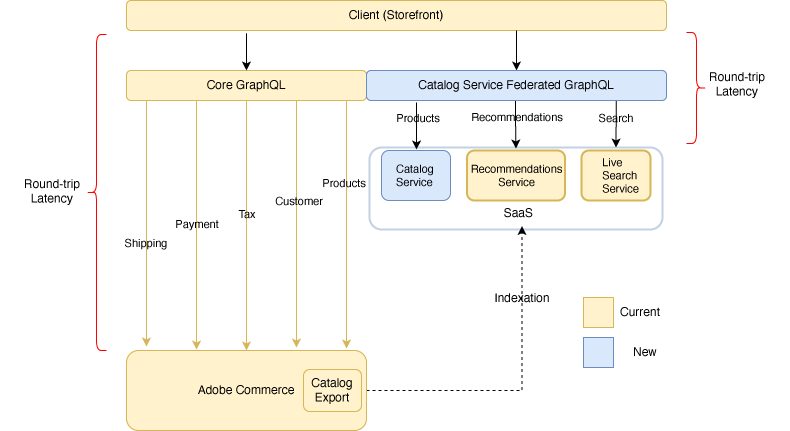 Client (Storefront)
Core GraphQL
Catalog Service Federated GraphQL
Round-trip
Latency
Products
Recommendations
Search
Catalog
Service
Recommendations
Service
Live
Search
Service
SaaS
Round-trip
Latency
Products
Customer
Tax
Payment
Shipping
Indexation
Current
New
Adobe Commerce
Catalog
Export